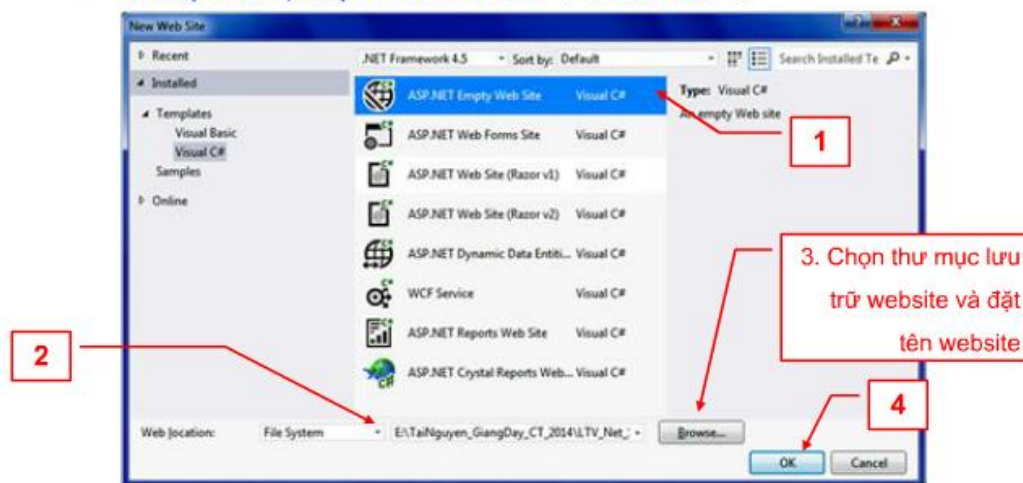 New Web Site
Recent
.NET Framework 4.5
Sort by: Default
Search Installed Te
Installed
Templates
Visual Basic
Visual C#
Samples
Online
ASP.NET Empty Web Site Visual C#
ASP.NET Web Forms Site Visual C#
ASP.NET Web Site (Razor v1) Visual C#
ASP.NET Web Site (Razor v2) Visual C#
ASP.NET Dynamic Data Entiti... Visual C#
WCF Service Visual C#
ASP.NET Reports Web Site Visual C#
ASP.NET Crystal Reports Web... Visual C#
Type: Visual C#
An empty Web site
1
3. Chọn thư mục lưu
trữ website và đặt
tên website
2
4
Web location: File System E:\TaiNguyen_GiangDay_CT_2014\LTV_Net_ Browse...
OK Cancel